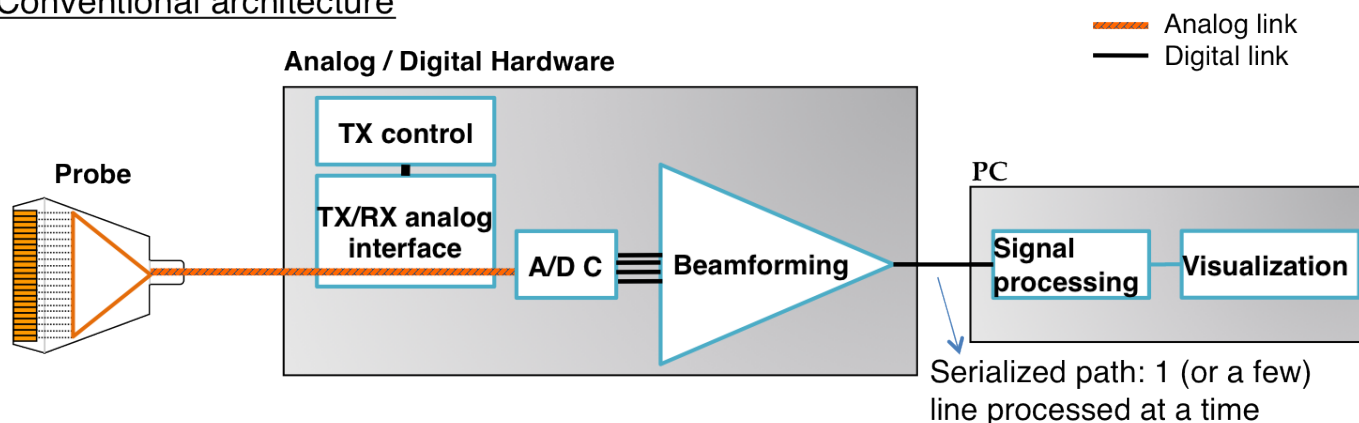 Conventional architecture
Analog link
Digital link
Analog / Digital Hardware
TX control
Probe
PC
TX/RX analog
interface
A/D C
Beamforming
Signal
processing
Visualization
Serialized path: 1 (or a few)
line processed at a time